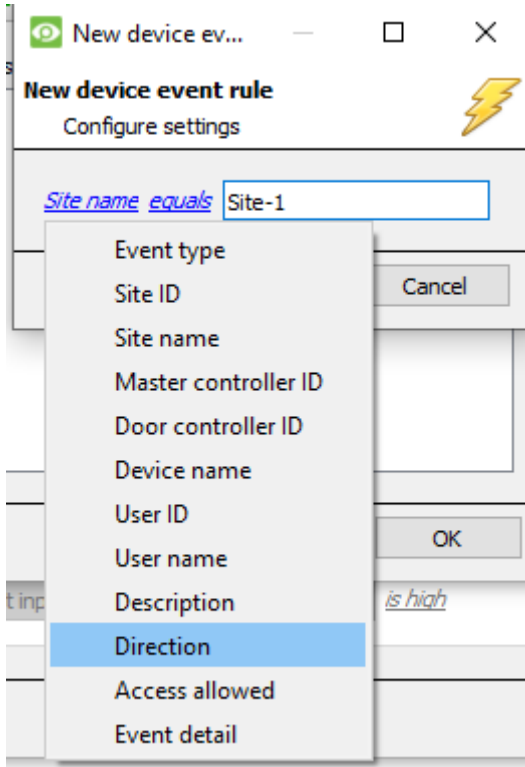 New device ev...
s
New device event rule
Configure settings
Site name equals Site-1
Event type
Site ID
Site name
Cancel
Master controller ID
Door controller ID
Device name
User ID
OK
User name
t inp
Description
is high
Direction
Access allowed
Event detail